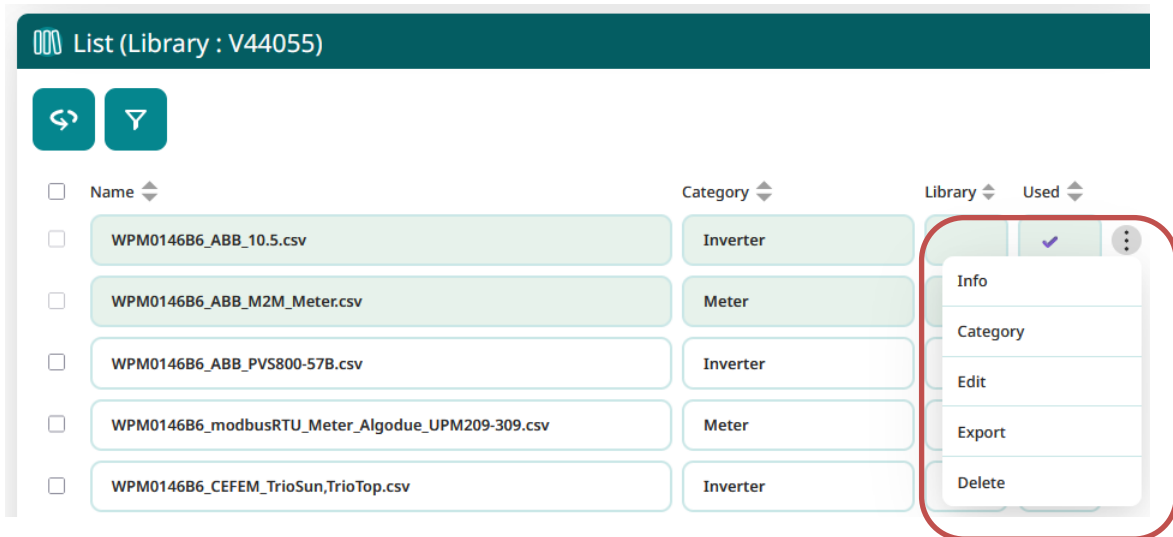 List (Library : V44055)
Name Category Library Used
WPM0146B6_ABB_10.5.csv Inverter
Info
WPM0146B6_ABB_M2M_Meter.csv Meter
Category
WPM0146B6_ABB_PVS800-57B.csv Inverter
Edit
WPM0146B6_modbusRTU_Meter_Algodue_UPM209-309.csv Meter
Export
WPM0146B6_CEFEM_TrioSun,TrioTop.csv Inverter
Delete